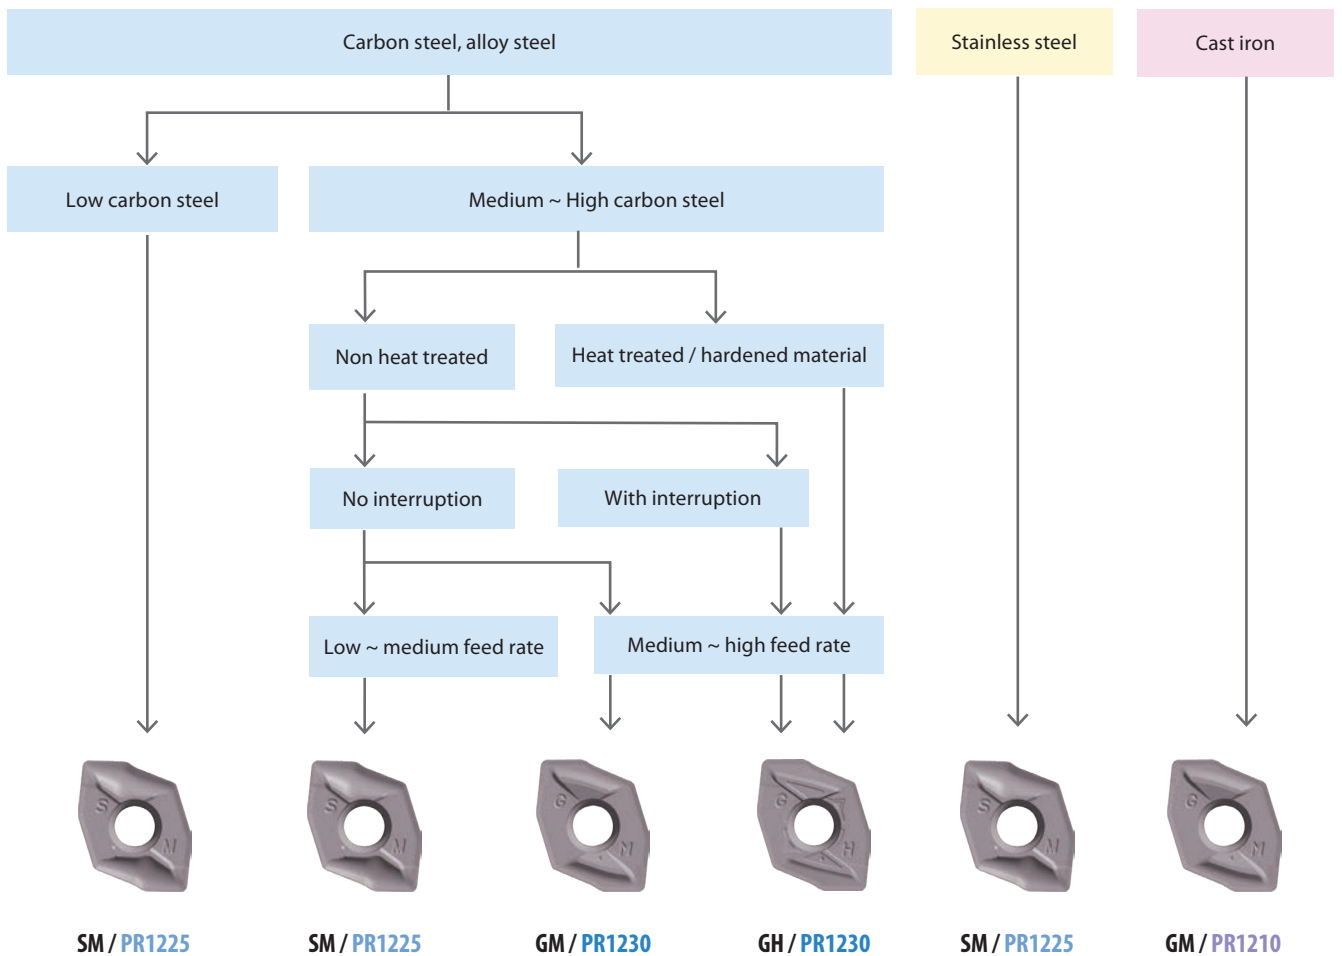 Carbon steel, alloy steel
Stainless steel
Cast iron
Low carbon steel
Medium ~ High carbon steel
Non heat treated
Heat treated / hardened material
No interruption
With interruption
Low ~ medium feed rate
Medium ~ high feed rate
S
M
S
M
G
M
G
H
S
M
G
M
SM / PR1225
SM / PR1225
GM / PR1230
GH / PR1230
SM / PR1225
GM / PR1210